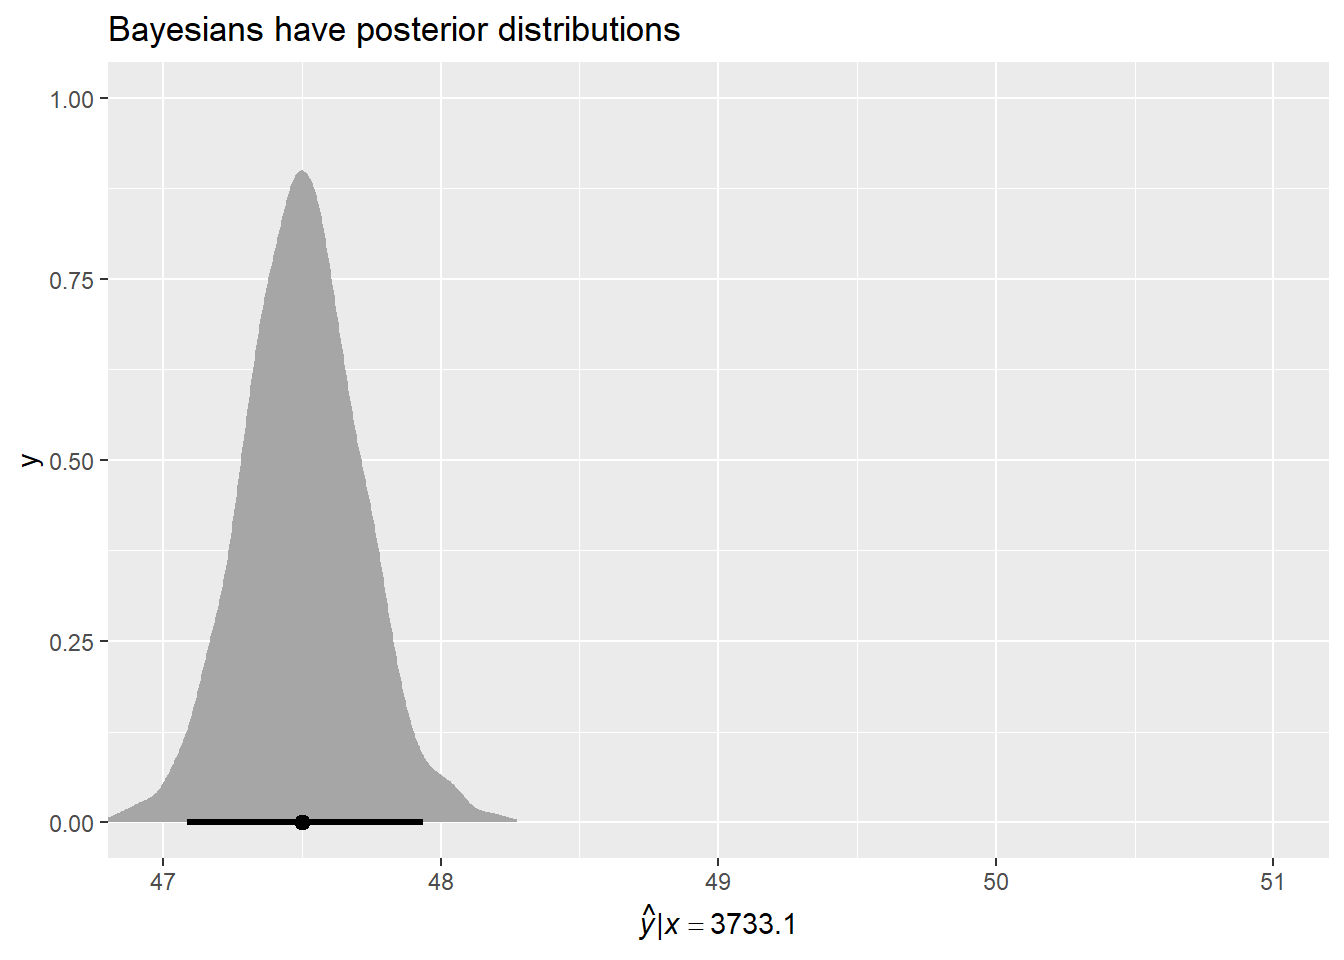 Bayesians have posterior distributions
1.00
0.75
0.50
0.25
0.00
y
47 48 49 50 51
ŷ|x = 3733.1